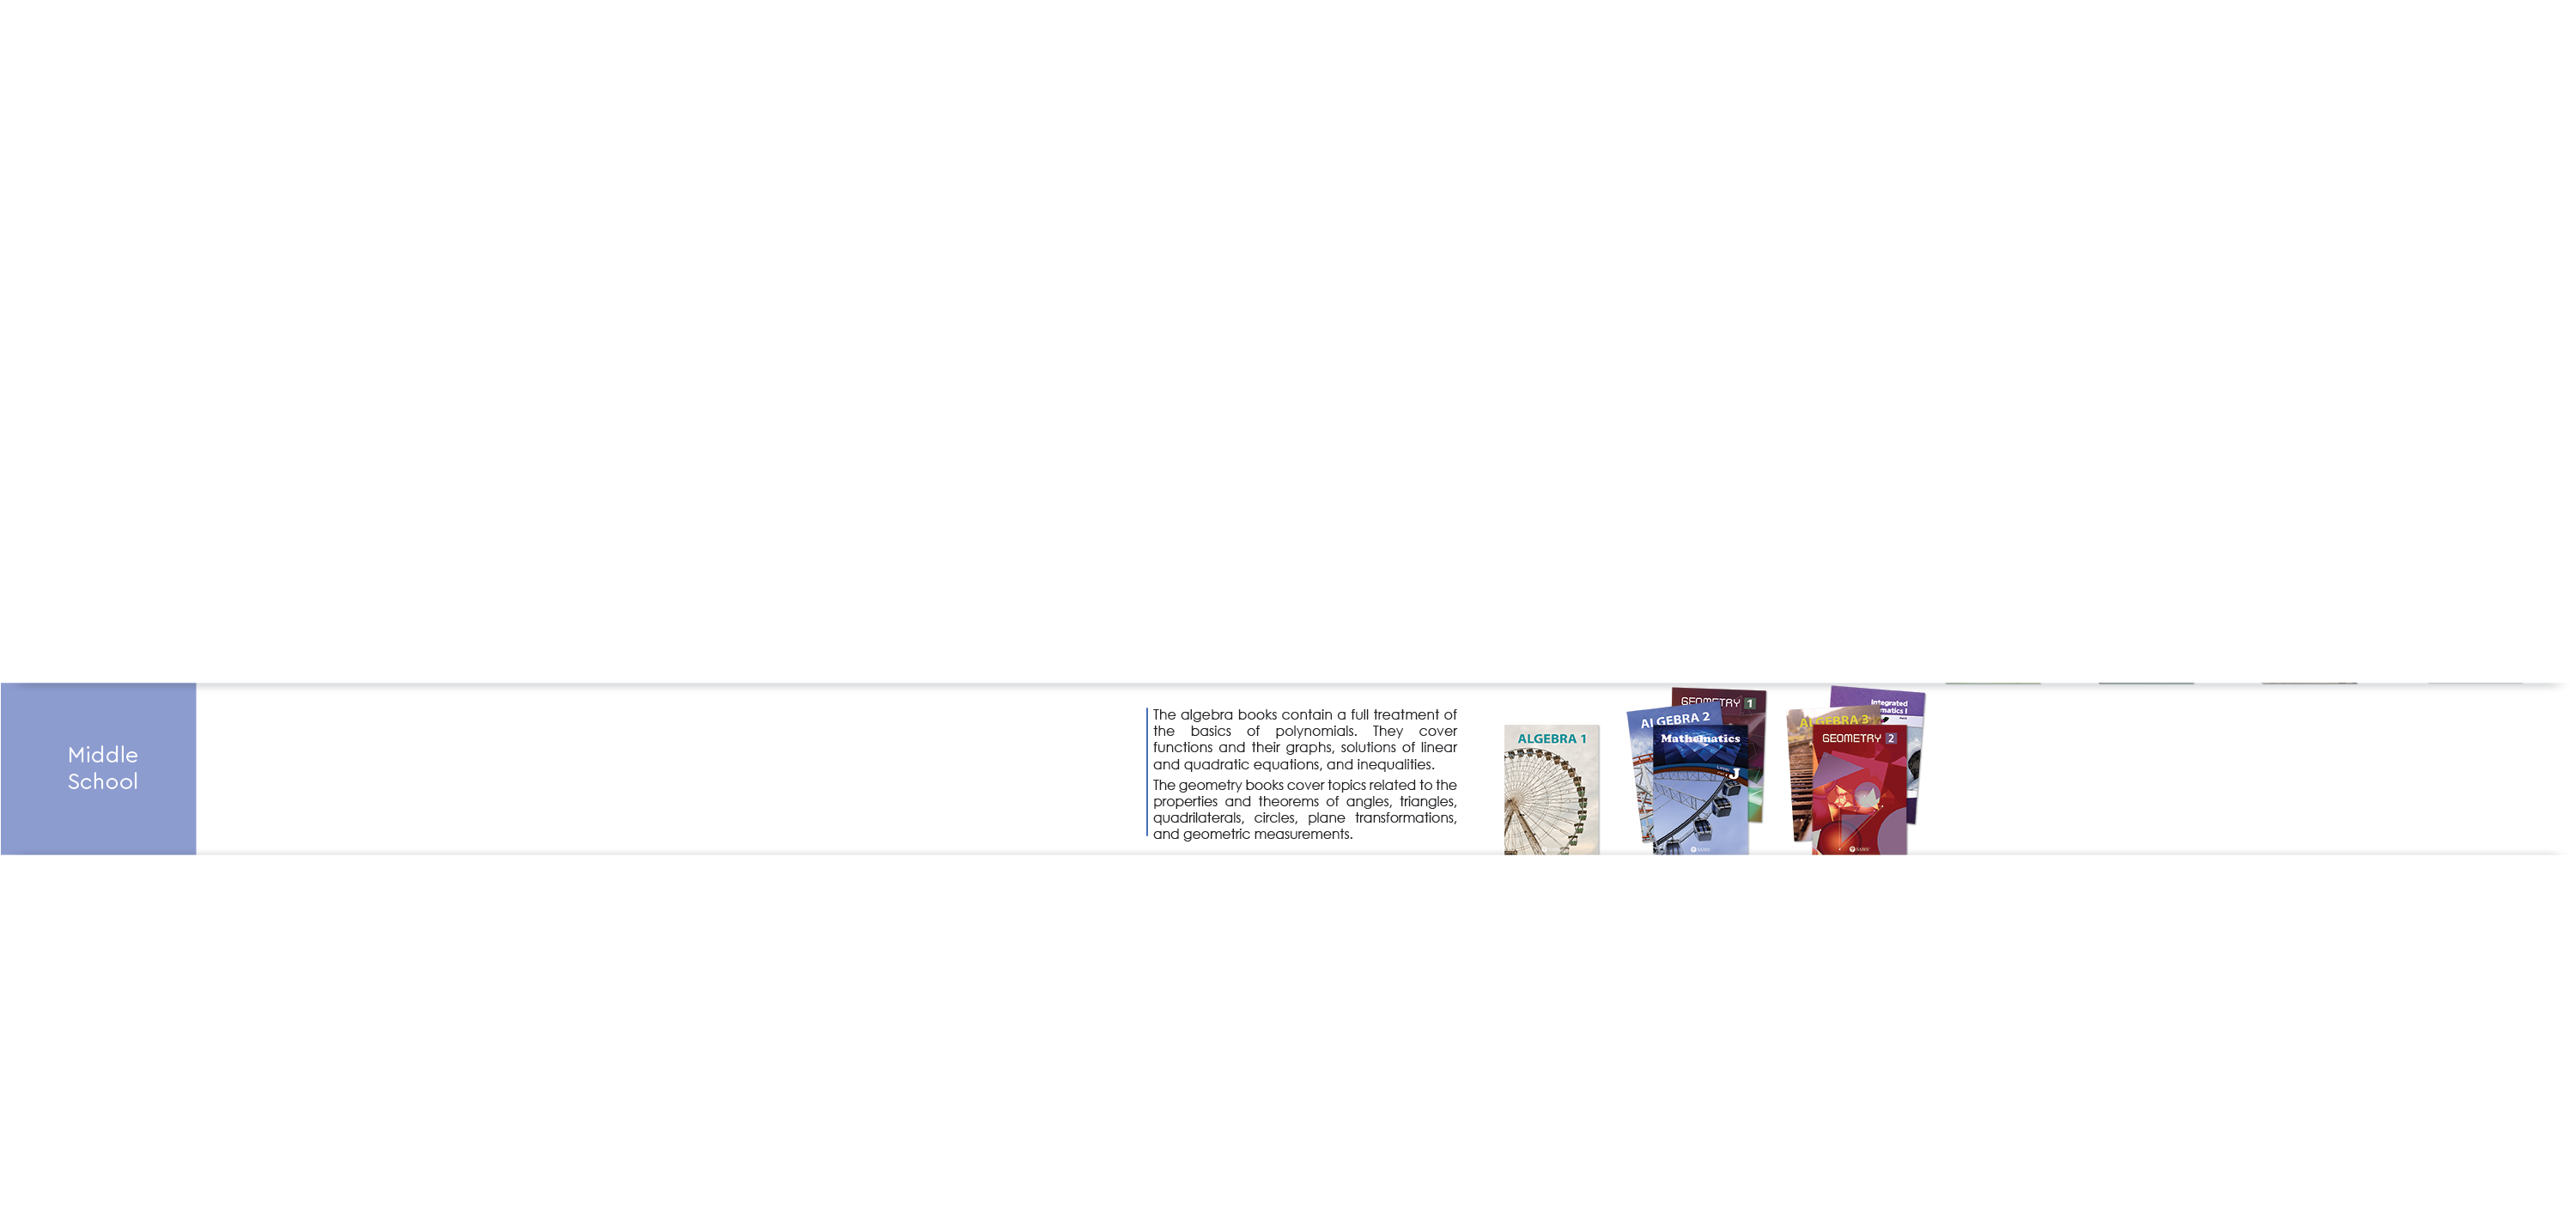 Middle
School
The algebra books contain a full treatment of
the basics of polynomials. They cover
functions and their graphs, solutions of linear
and quadratic equations, and inequalities.
The geometry books cover topics related to the
properties and theorems of angles, triangles,
quadrilaterals, circles, plane transformations,
and geometric measurements.
ALGEBRA 1
GEOMETRY 1
ALGEBRA 2
Mathematics
J
Integrated
ALGEBRA 3
GEOMETRY 2
SABIS